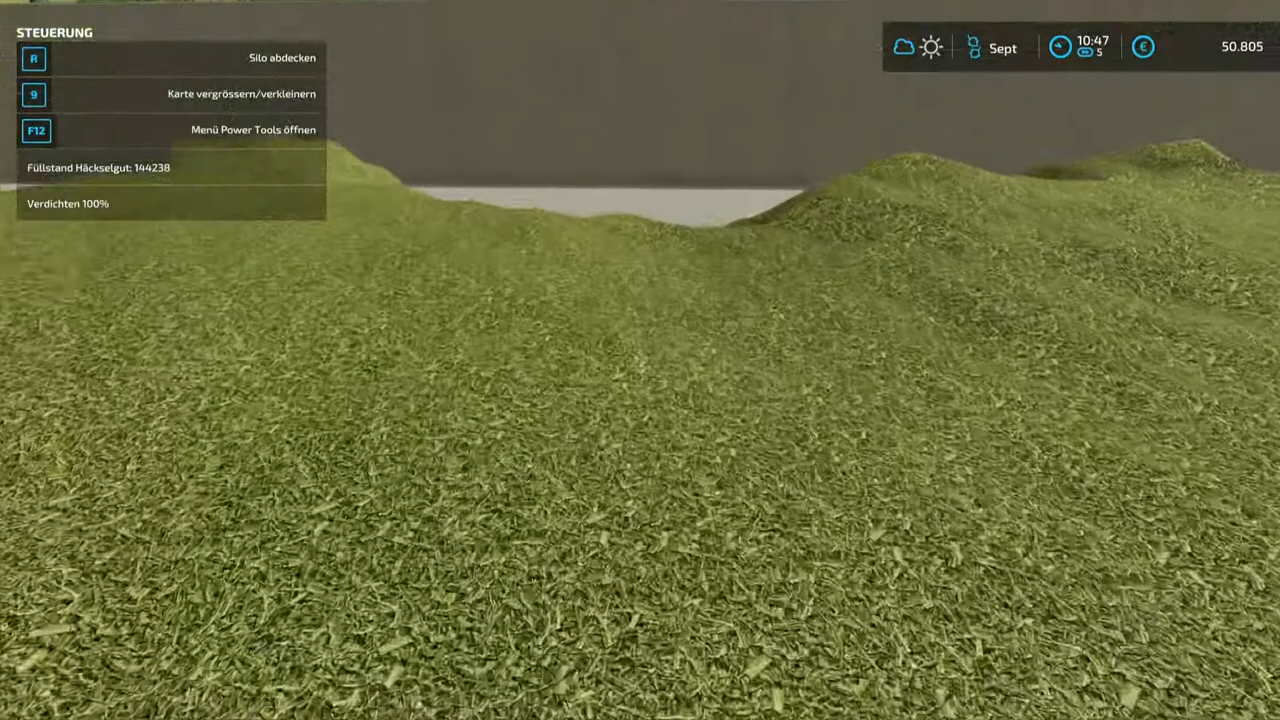 STEUERUNG
R Silo abdecken
9 Karte vergrössern/verkleinern
F12 Menü Power Tools öffnen
Füllstand Häckselgut: 144238
Verdichten 100%
Sept 10:47 5 € 50.805